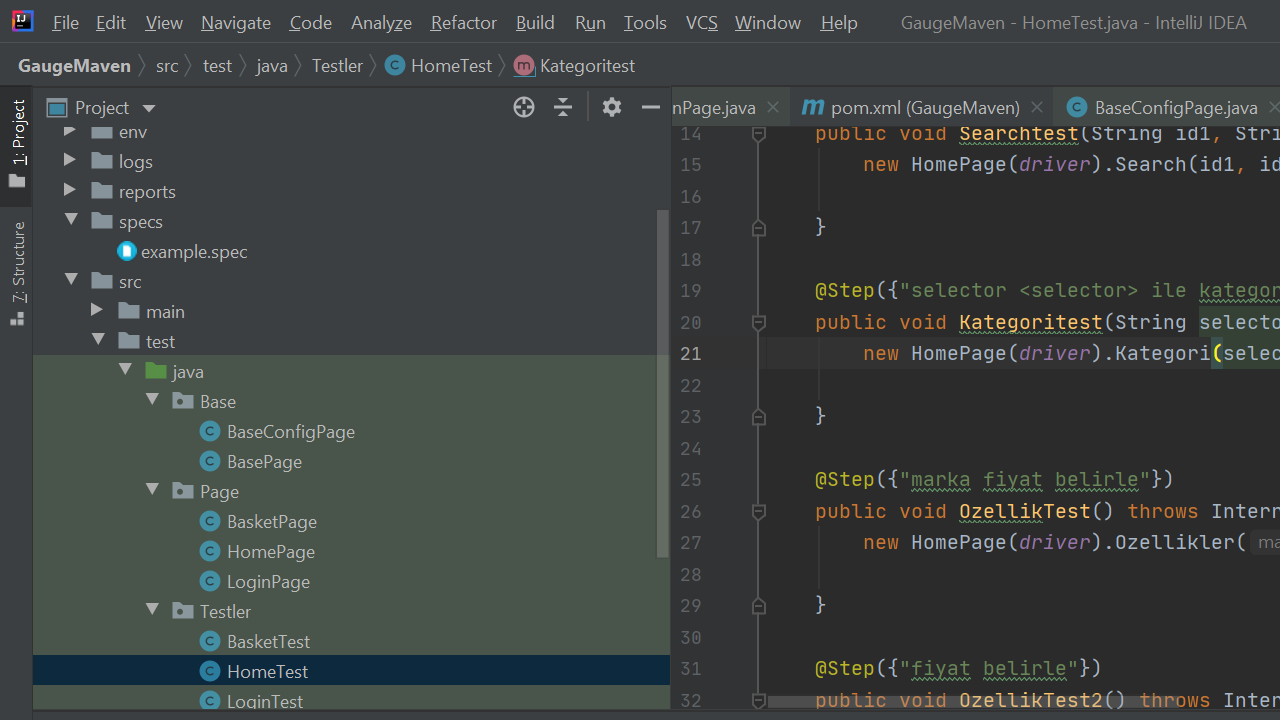 File Edit View Navigate Code Analyze Refactor Build Run Tools VCS Window Help GaugeMaven - HomeTest.java - IntelliJ IDEA
GaugeMaven src test java Testler C HomeTest m Kategoritest
1: Project
7: Structure
Project
env
logs
reports
specs
example.spec
src
main
test
java
Base
C BaseConfigPage
C BasePage
Page
C BasketPage
C HomePage
C LoginPage
Testler
C BasketTest
C HomeTest
C LoginTest
nPage.java m pom.xml (GaugeMaven) C BaseConfigPage.java
14 public void Searchtest(String id1, Stri
15 new HomePage(driver).Search(id1, id
16
17 }
18
19 @Step({"selector <selector> ile kategor
20 public void Kategoritest(String selecto
21 new HomePage(driver).Kategori(selec
22
23 }
24
25 @Step({"marka fiyat belirle"})
26 public void OzellikTest() throws Interr
27 new HomePage(driver).Ozellikler( ma
28
29 }
30
31 @Step({"fiyat belirle"})
32 public void OzellikTest2() throws Inter